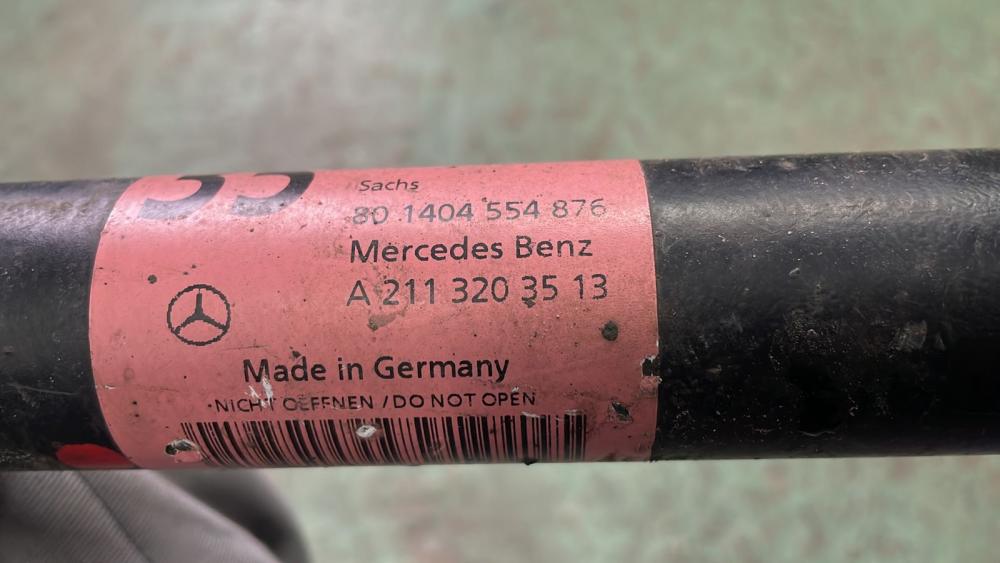 Sachs
80 1404 554 876
Mercedes Benz
A 211 320 35 13
Made in Germany
NICHT OEFFNEN / DO NOT OPEN